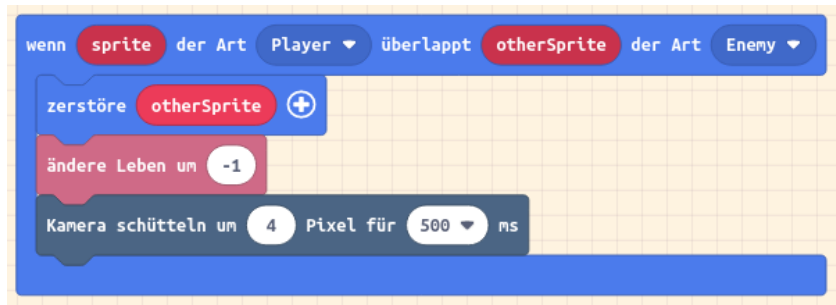 wenn sprite der Art Player überlappt otherSprite der Art Enemy
zerstöre otherSprite
ändere Leben um -1
Kamera schütteln um 4 Pixel für 500 ms